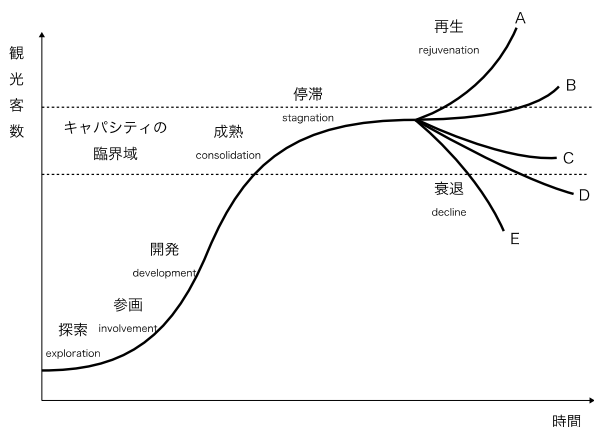 観光客数
再生
rejuvenation
A
B
停滞
stagnation
キャパシティの
臨界域
成熟
consolidation
C
衰退
decline
D
E
開発
development
参画
involvement
探索
exploration
時間